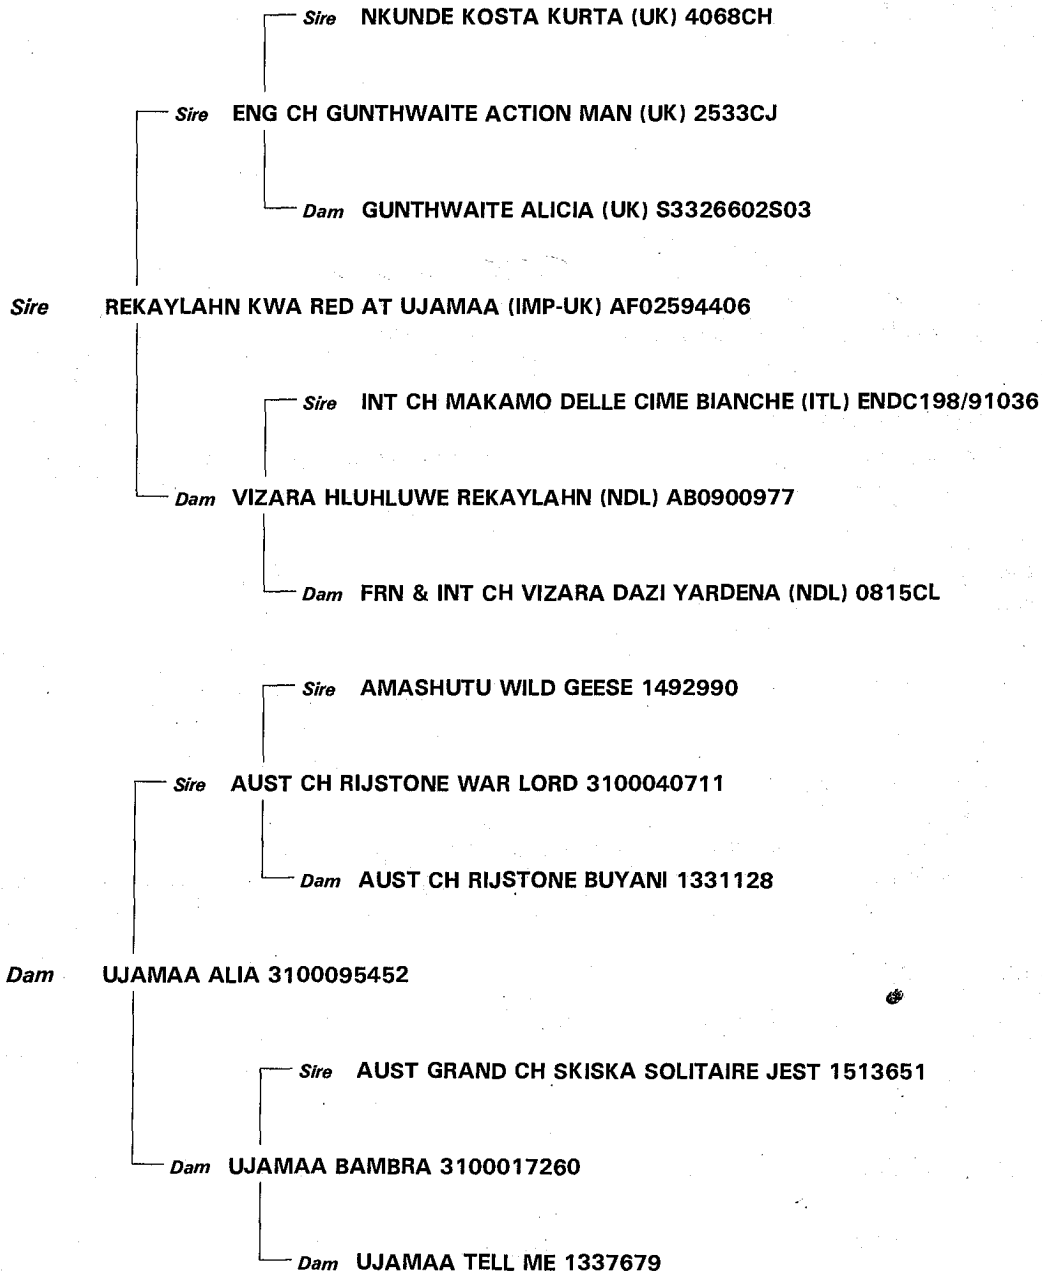 Sire NKUNDE KOSTA KURTA (UK) 4068CH
Sire ENG CH GUNTHWAITE ACTION MAN (UK) 2533CJ
Dam GUNTHWAITE ALICIA (UK) S3326602S03
Sire REKAYLAHN KWA RED AT UJAMAA (IMP-UK) AF02594406
Sire INT CH MAKAMO DELLE CIME BIANCHE (ITL) ENDC198/91036
Dam VIZARA HLUHLUWE REKAYLAHN (NDL) AB0900977
Dam FRN & INT CH VIZARA DAZI YARDENA (NDL) 0815CL
Sire AMASHUTU WILD GEESE 1492990
Sire AUST CH RIJSTONE WAR LORD 3100040711
Dam AUST CH RIJSTONE BUYANI 1331128
Dam UJAMAA ALIA 3100095452
Sire AUST GRAND CH SKISKA SOLITAIRE JEST 1513651
Dam UJAMAA BAMBRA 3100017260
Dam UJAMAA TELL ME 1337679